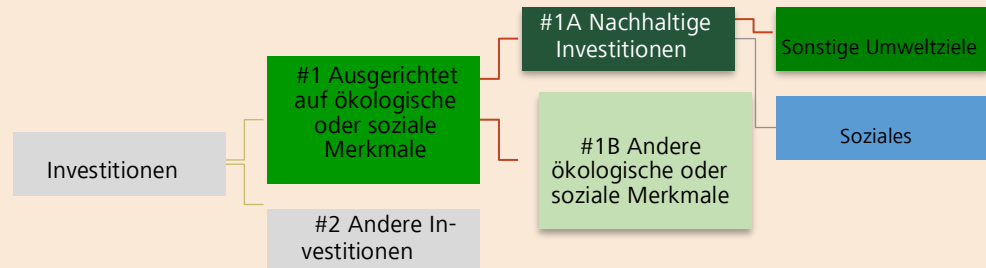 #1A Nachhaltige
Investitionen
Sonstige Umweltziele
#1 Ausgerichtet
auf ökologische
oder soziale
Merkmale
Soziales
#1B Andere
ökologische oder
soziale Merkmale
Investitionen
#2 Andere In-
vestitionen